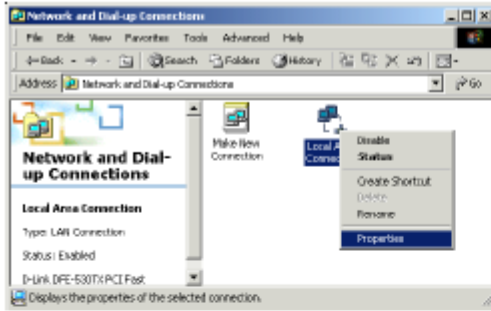 Network and Dial-up Connections
File Edit View Favorites Tools Advanced Help
Back Search Folders History
Address Network and Dial-up Connections Go
Network and Dial-up Connections
Local Area Connection
Type: LAN Connection
Status: Enabled
D-Link DFE-530TX PCI Fast
Make New Connection
Local A
Connec
Disable
Status
Create Shortcut
Delete
Rename
Properties
Displays the properties of the selected connection.